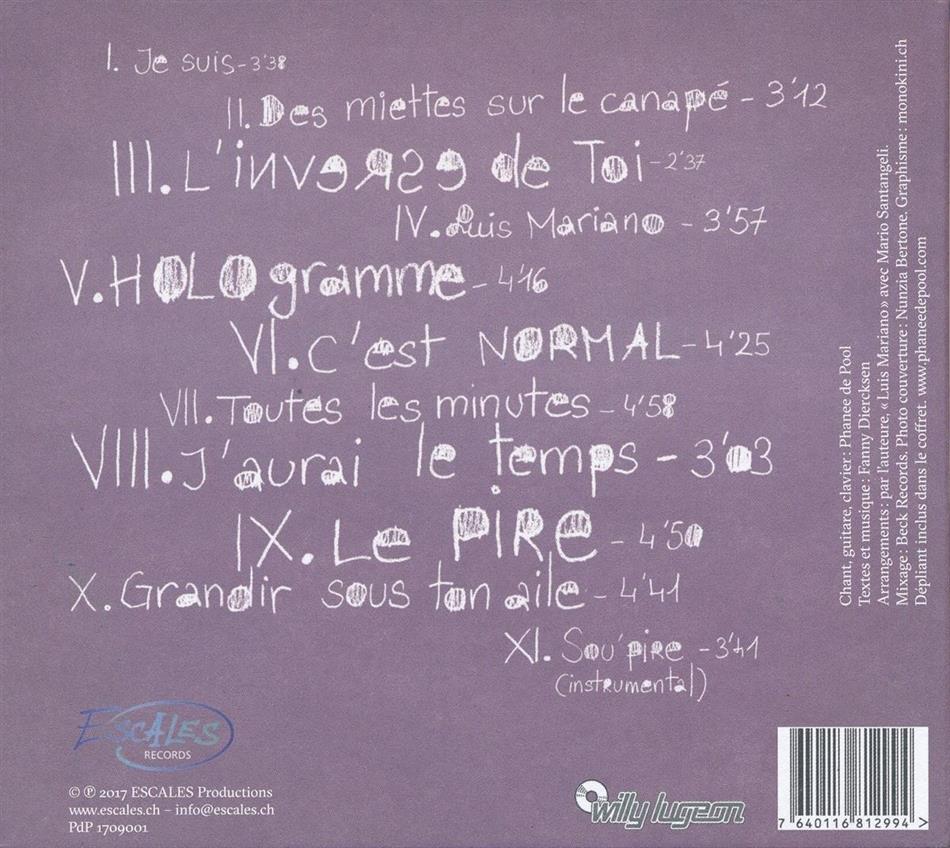 I. Je suis - 3'38
II. Des miettes sur le canapé - 3'12
III. L'inverse de Toi - 2'37
IV. Luis Mariano - 3'57
V. HOLOgramme - 4'16
VI. C'est NORMAL - 4'25
VII. Toutes les minutes - 4'58
VIII. J'aurai le temps - 3'03
IX. Le PIRE - 4'50
X. Grandir sous ton aile - 4'41
XI. Sou'pire - 3'41
(instrumental)
Chant, guitare, clavier : Phanee de Pool
Textes et musique : Fanny Diercksen
Arrangements : par l'auteure, « Luis Mariano » avec Mario Santangeli.
Mixage : Beck Records. Photo couverture : Nunzia Bertone. Graphisme : monokini.ch
Dépliant inclus dans le coffret. www.phaneedepool.com
ESCALES
RECORDS
© ℗ 2017 ESCALES Productions
www.escales.ch – info@escales.ch
PdP 1709001
willy lugeon
7 640116 812994 >